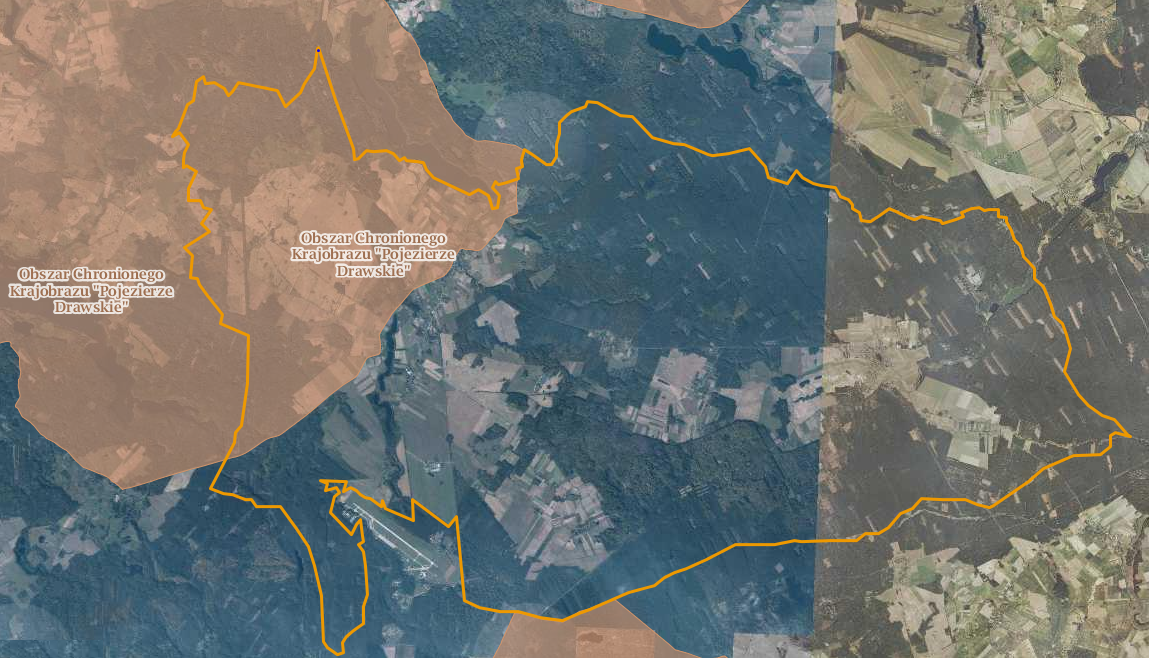 Obszar Chronionego
Krajobrazu "Pojezierze
Drawskie"
Obszar Chronionego
Krajobrazu "Pojezierze
Drawskie"